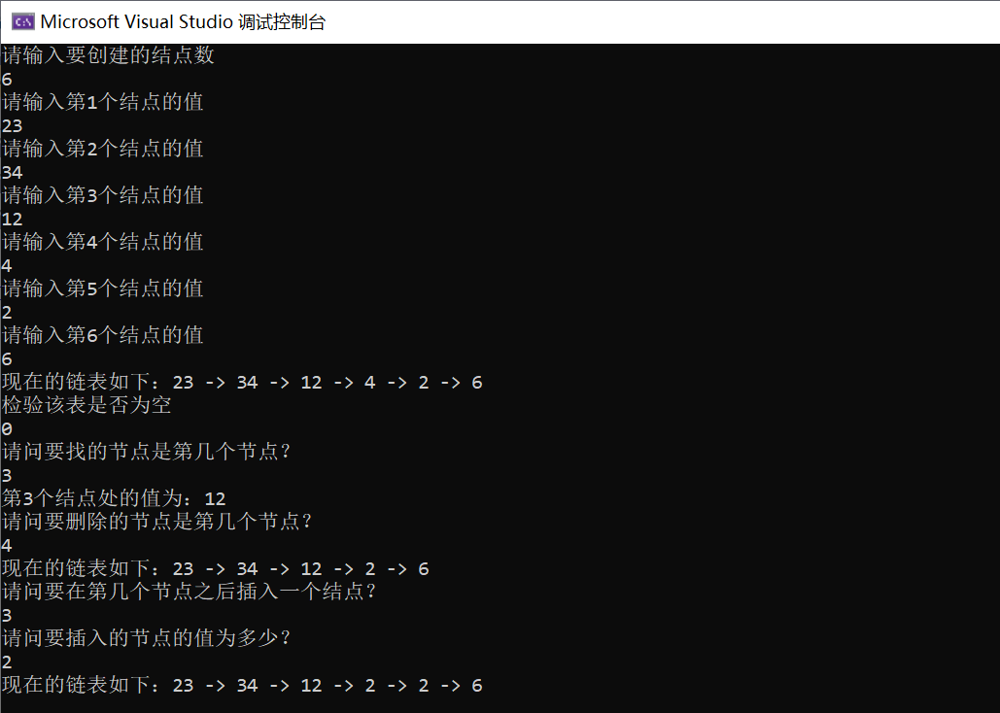 Microsoft Visual Studio 调试控制台
请输入要创建的结点数
6
请输入第1个结点的值
23
请输入第2个结点的值
34
请输入第3个结点的值
12
请输入第4个结点的值
4
请输入第5个结点的值
2
请输入第6个结点的值
6
现在的链表如下：23 -> 34 -> 12 -> 4 -> 2 -> 6
检验该表是否为空
0
请问要找的节点是第几个节点？
3
第3个结点处的值为：12
请问要删除的节点是第几个节点？
4
现在的链表如下：23 -> 34 -> 12 -> 2 -> 6
请问要在第几个节点之后插入一个结点？
3
请问要插入的节点的值为多少？
2
现在的链表如下：23 -> 34 -> 12 -> 2 -> 2 -> 6